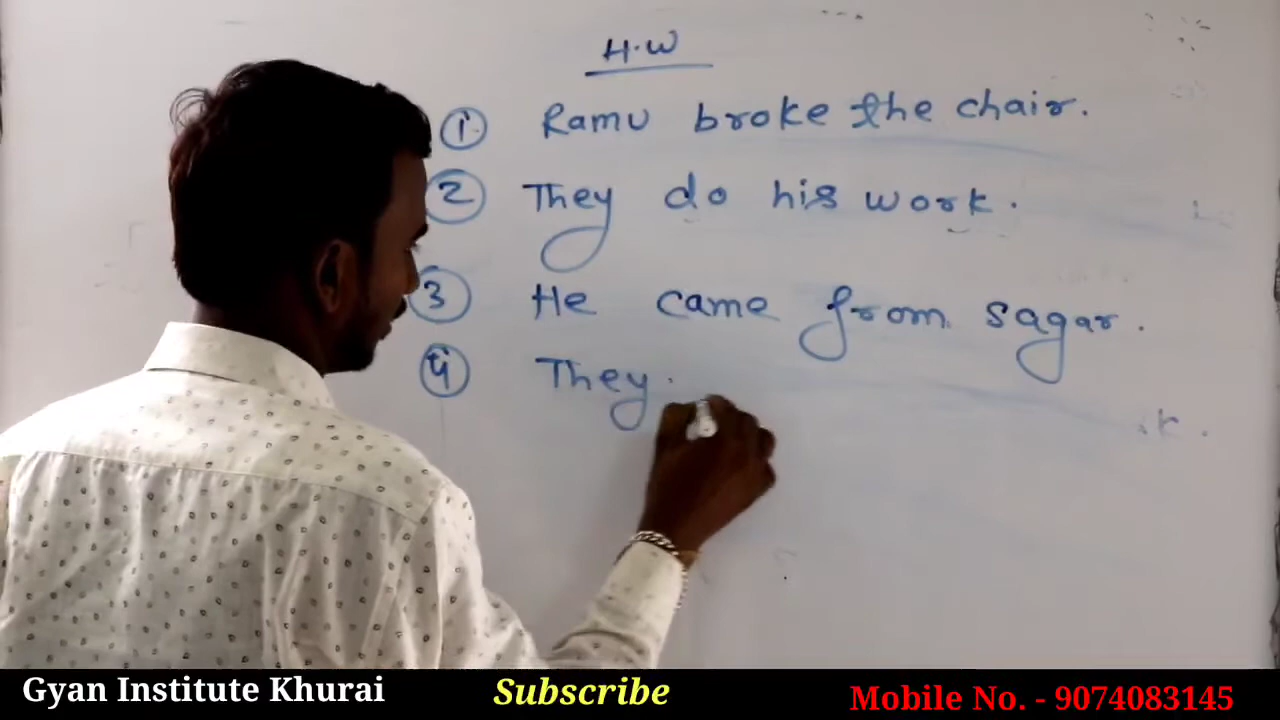 H.W
① Ramu broke the chair.
② They do his work.
③ He came from sagar.
④ They
Gyan Institute Khurai
Subscribe
Mobile No. - 9074083145